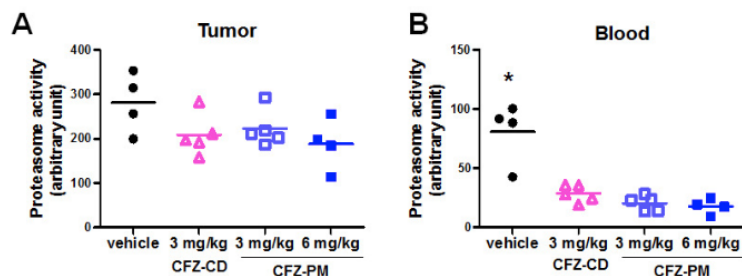 A
Tumor
Proteasome activity
(arbitrary unit)
400
300
200
100
0
vehicle
3 mg/kg
3 mg/kg
6 mg/kg
CFZ-CD
CFZ-PM
B
Blood
Proteasome activity
(arbitrary unit)
150
100
50
0
*
vehicle
3 mg/kg
3 mg/kg
6 mg/kg
CFZ-CD
CFZ-PM